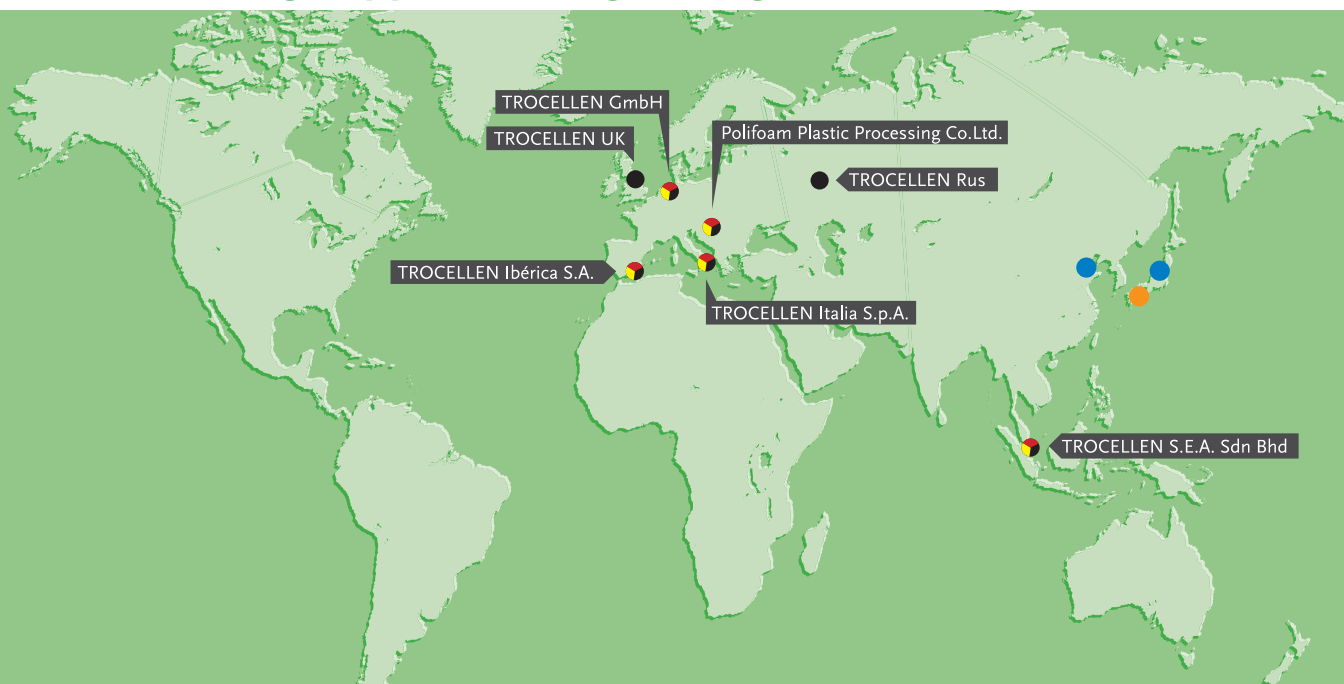 TROCELLEN GmbH
TROCELLEN UK
Polifoam Plastic Processing Co.Ltd.
TROCELLEN Rus
TROCELLEN Ibérica S.A.
TROCELLEN Italia S.p.A.
TROCELLEN S.E.A. Sdn Bhd